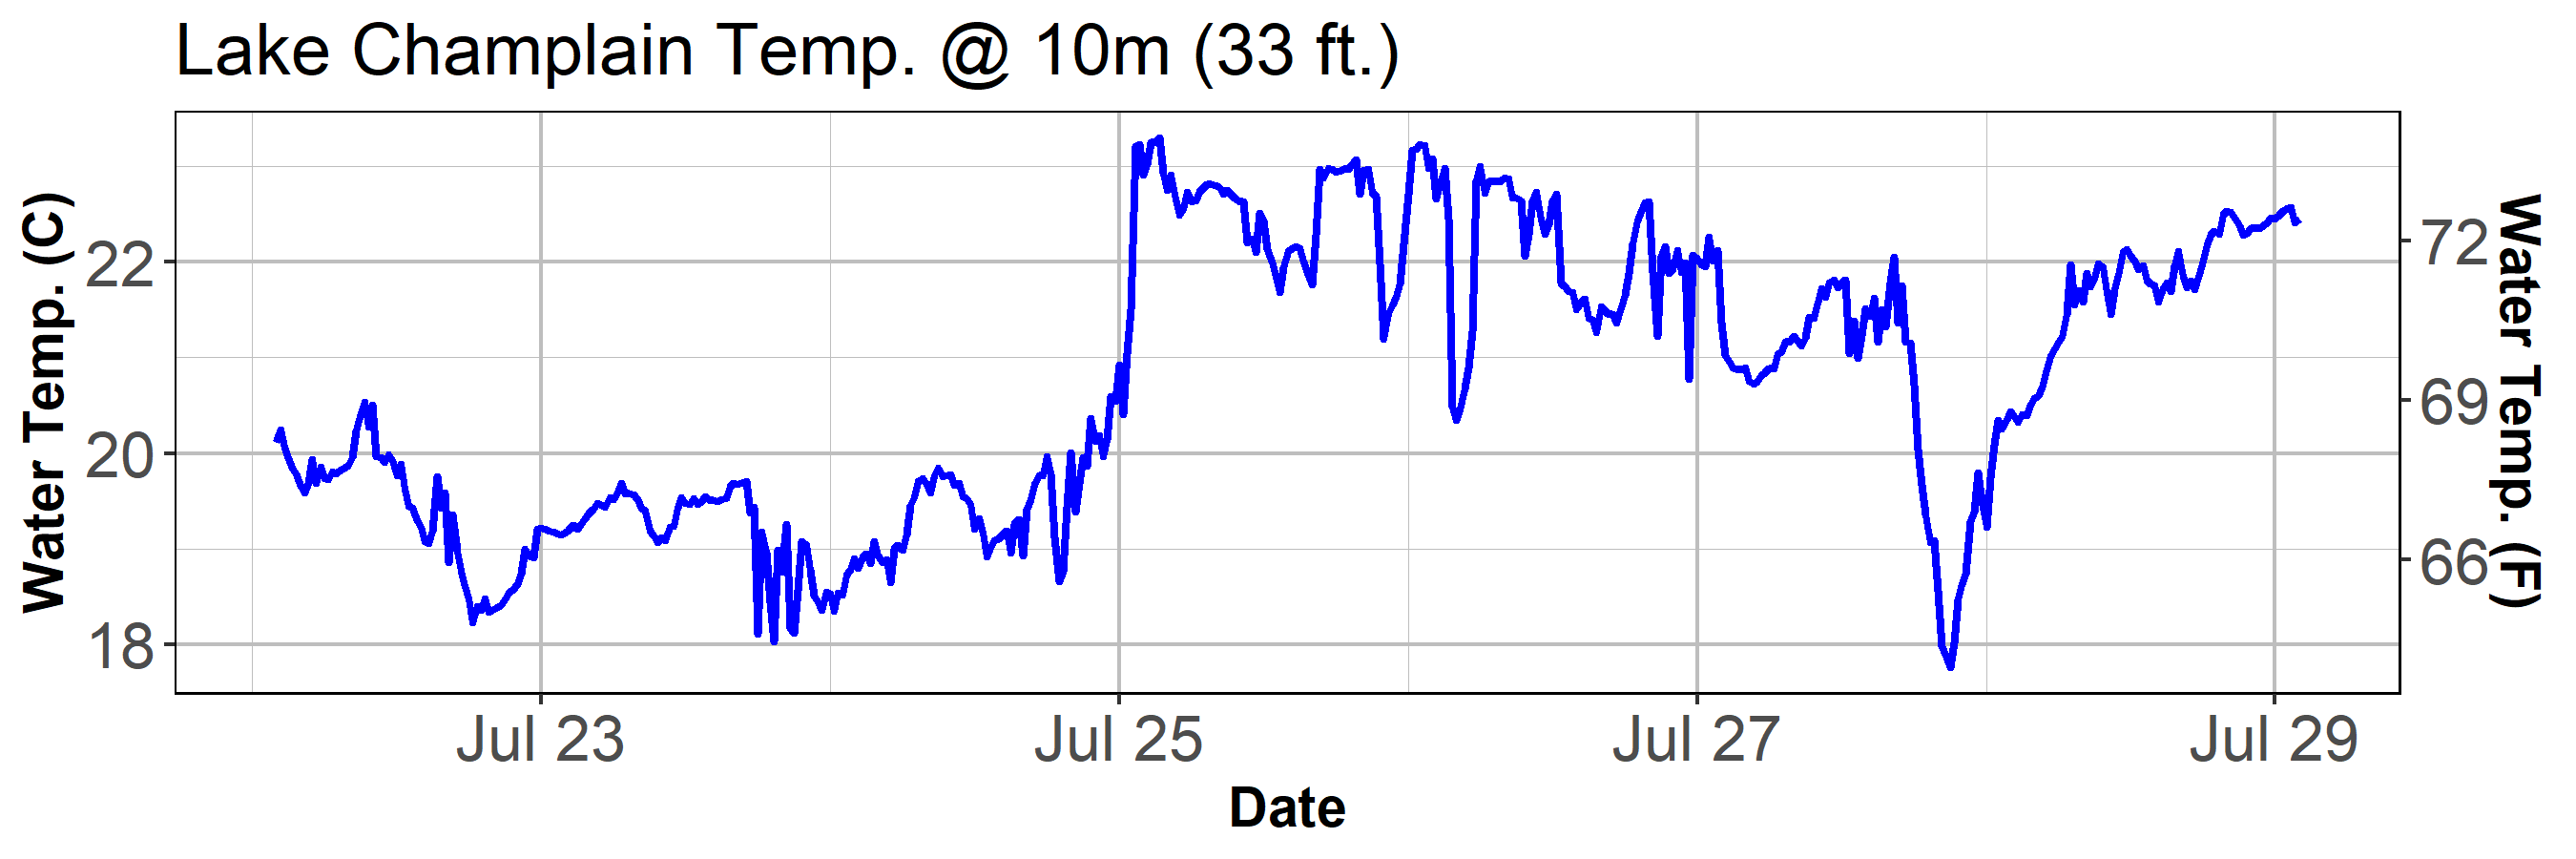 Lake Champlain Temp. @ 10m (33 ft.)
Water Temp. (C)
22
20
18
72
69
66
Water Temp. (F)
Jul 23
Jul 25
Jul 27
Jul 29
Date